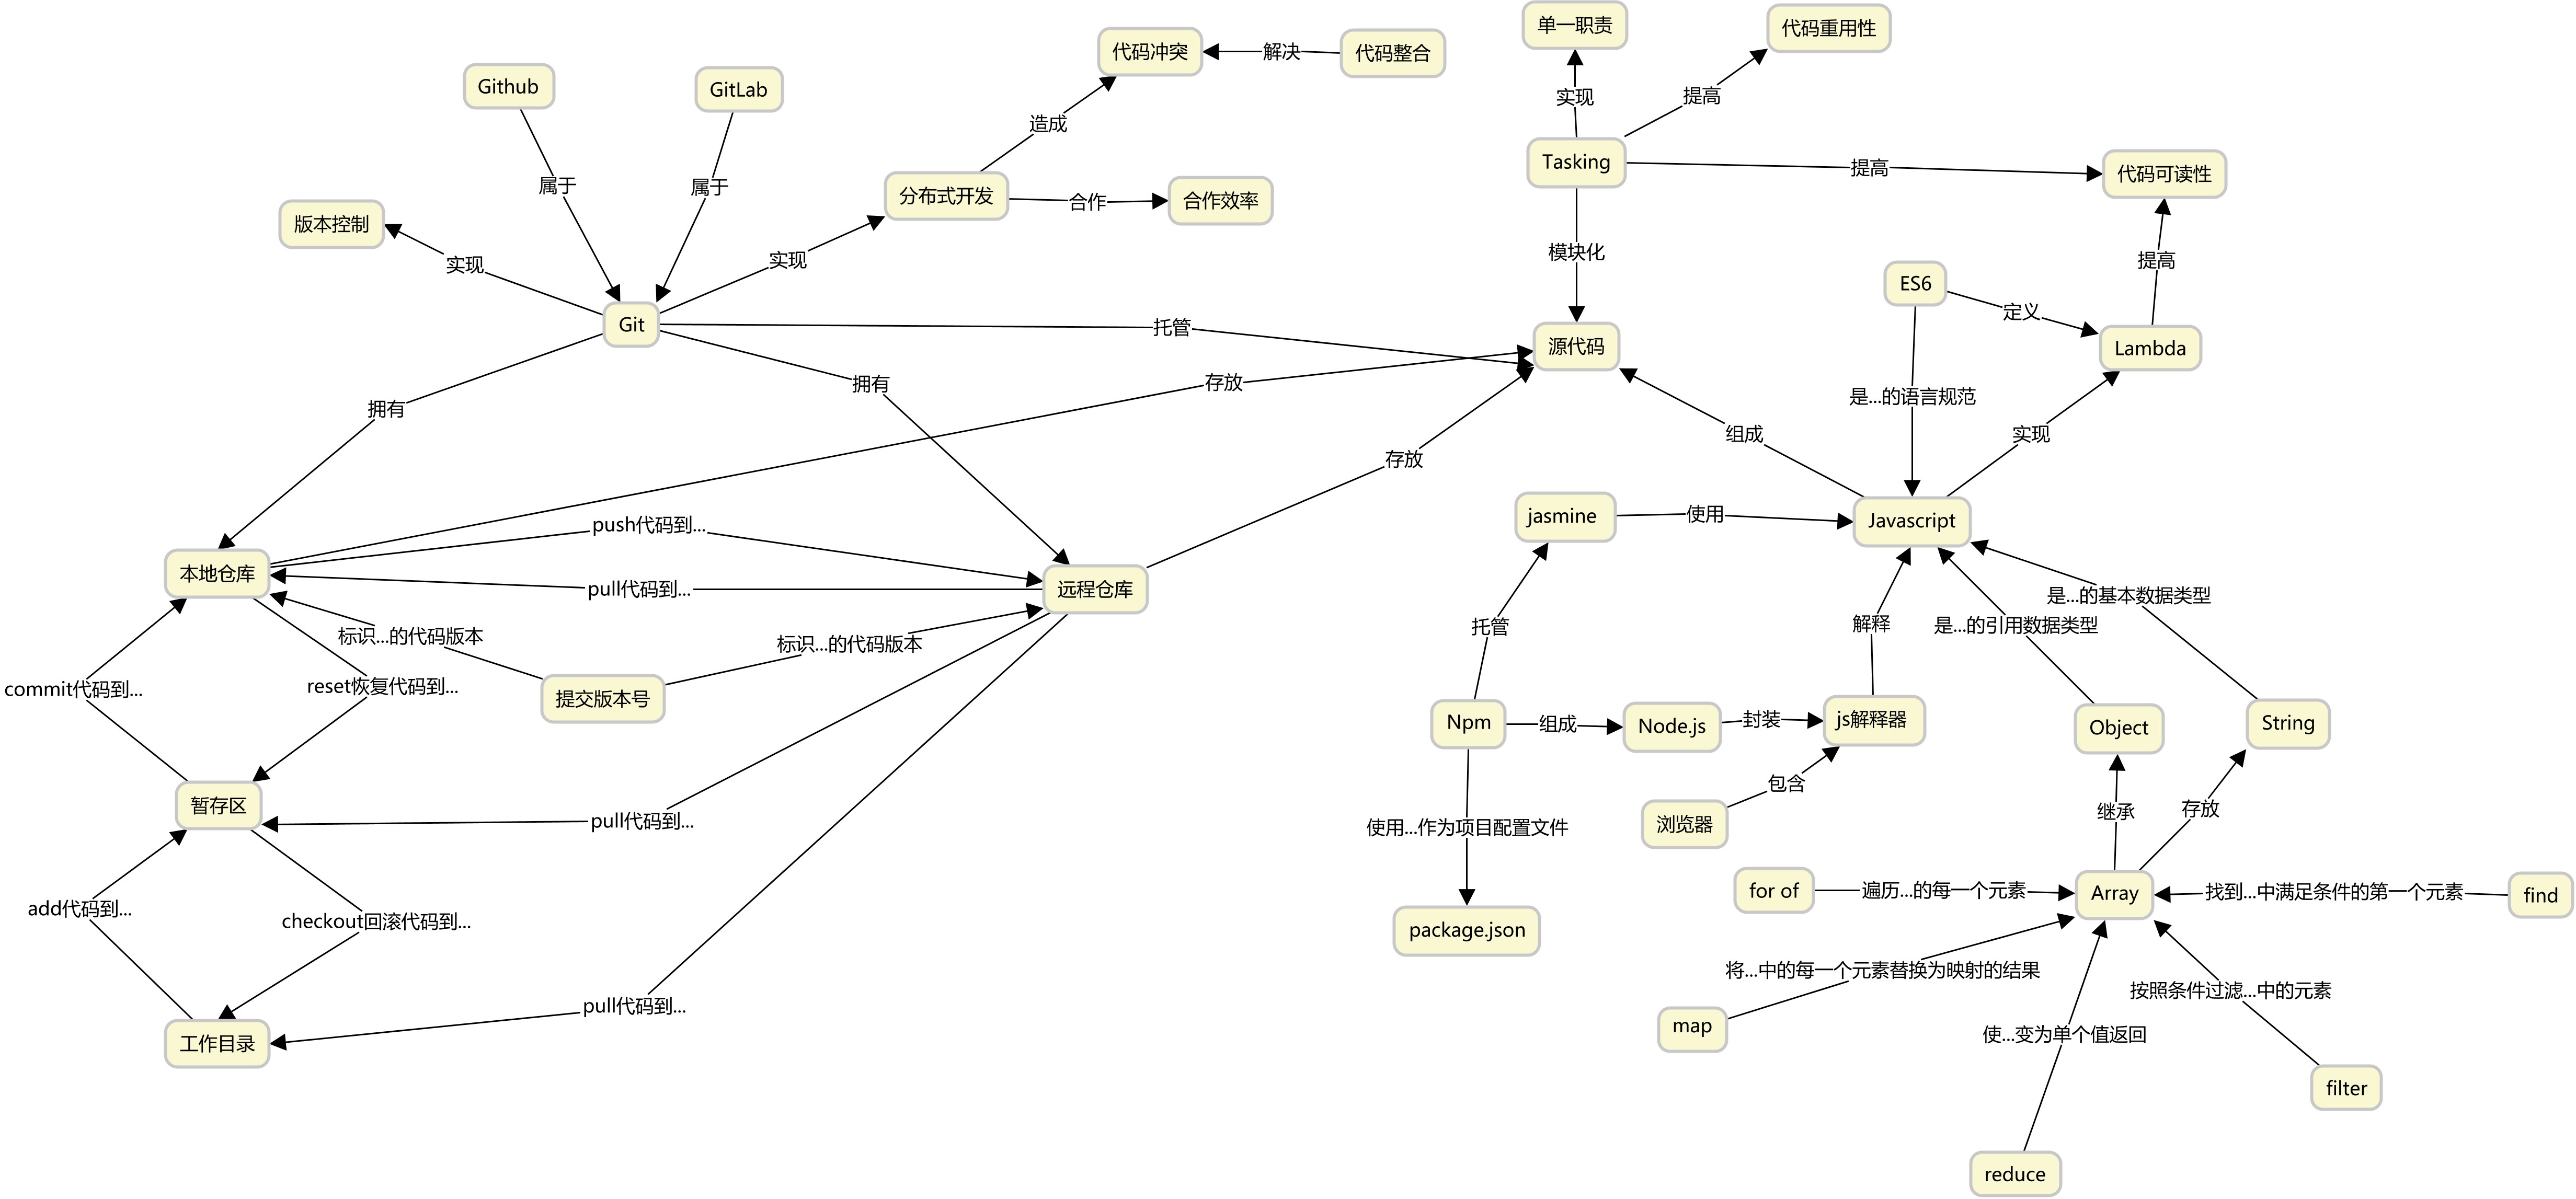 单一职责
代码重用性
代码冲突
解决
代码整合
Github
GitLab
实现
提高
造成
Tasking
提高
代码可读性
属于
属于
分布式开发
合作
合作效率
版本控制
实现
实现
模块化
提高
ES6
定义
Git
托管
源代码
Lambda
拥有
拥有
存放
是...的语言规范
组成
实现
存放
jasmine
使用
Javascript
push代码到...
本地仓库
pull代码到...
远程仓库
是...的基本数据类型
托管
解释
是...的引用数据类型
标识...的代码版本
标识...的代码版本
commit代码到...
reset恢复代码到...
提交版本号
Npm
组成
Node.js
封装
js解释器
Object
String
包含
暂存区
pull代码到...
使用...作为项目配置文件
浏览器
继承
存放
for of
遍历...的每一个元素
Array
找到...中满足条件的第一个元素
find
add代码到...
checkout回滚代码到...
package.json
将...中的每一个元素替换为映射的结果
按照条件过滤...中的元素
pull代码到...
map
使...变为单个值返回
工作目录
filter
reduce